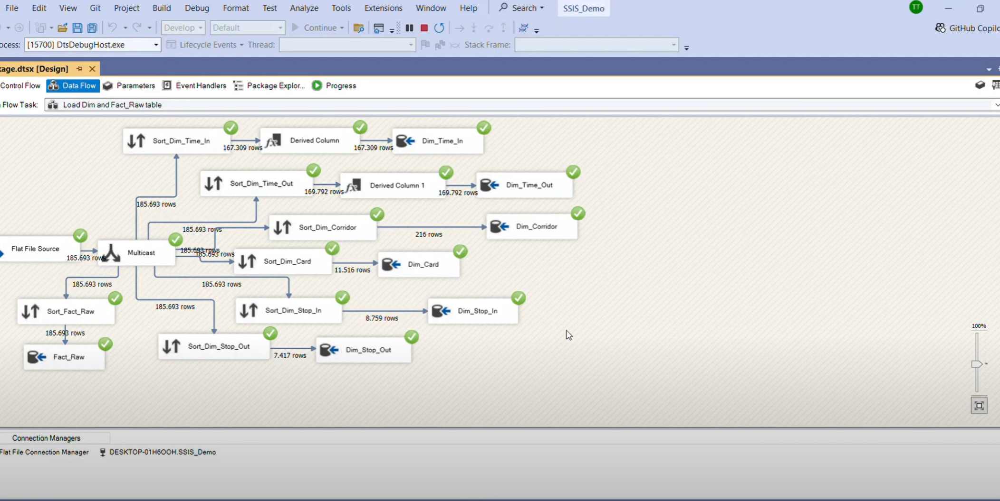 File Edit View Git Project Build Debug Format Test Analyze Tools Extensions Window Help Search SSIS_Demo TT
Develop Default Continue GitHub Copilo
ocess: [15700] DtsDebugHost.exe Lifecycle Events Thread: Stack Frame:
kage.dtsx [Design]
Control Flow Data Flow Parameters Event Handlers Package Explor... Progress
Flow Task: Load Dim and Fact_Raw table
Sort_Dim_Time_In Derived Column Dim_Time_In
167.309 rows 167.309 rows
Sort_Dim_Time_Out Derived Column 1 Dim_Time_Out
169.792 rows 169.792 rows
185.693 rows
Sort_Dim_Corridor Dim_Corridor
185.693 rows
216 rows
Flat File Source Multicast
185.693 rows
185.693 rows
185.693 rows
Sort_Dim_Card Dim_Card
11.516 rows
185.693 rows 185.693 rows
185.693 rows
Sort_Fact_Raw Sort_Dim_Stop_In Dim_Stop_In
8.759 rows
185.693 rows
100%
Sort_Dim_Stop_Out Dim_Stop_Out
7.417 rows
Fact_Raw
Connection Managers
Flat File Connection Manager DESKTOP-01H6OOH.SSIS_Demo